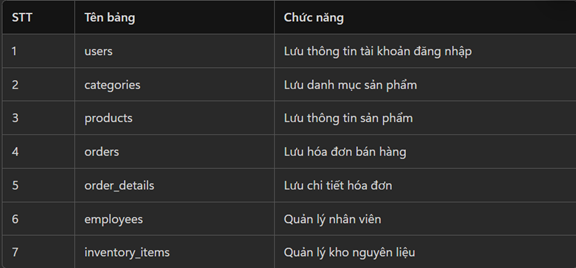 STT Tên bảng Chức năng
1 users Lưu thông tin tài khoản đăng nhập
2 categories Lưu danh mục sản phẩm
3 products Lưu thông tin sản phẩm
4 orders Lưu hóa đơn bán hàng
5 order_details Lưu chi tiết hóa đơn
6 employees Quản lý nhân viên
7 inventory_items Quản lý kho nguyên liệu